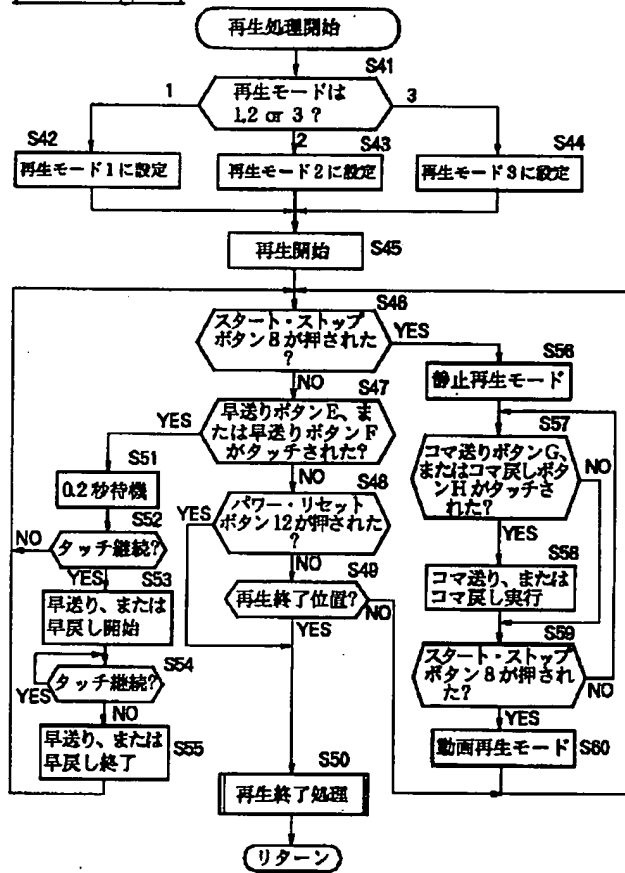 再生処理開始
S41
再生モードは
1,2 or 3 ?
1
3
2
S42
再生モード1に設定
S43
再生モード2に設定
S44
再生モード3に設定
再生開始
S45
S46
スタート・ストップ
ボタン8が押された
?
YES
NO
S47
早送りボタンE、ま
たは早送りボタンF
がタッチされた?
YES
NO
S48
パワー・リセット
ボタン12が押された
?
YES
NO
S49
再生終了位置?
NO
YES
S50
再生終了処理
リターン
S51
0.2秒待機
S52
タッチ継続?
NO
YES
S53
早送り、または
早戻し開始
S54
タッチ継続?
YES
NO
早送り、または
早戻し終了
S55
S56
静止再生モード
S57
コマ送りボタンG、
またはコマ戻しボタ
ンHがタッチさ
れた?
NO
YES
S58
コマ送り、または
コマ戻し実行
S59
スタート・ストップ
ボタン8が押され
た?
NO
YES
動画再生モード
S60